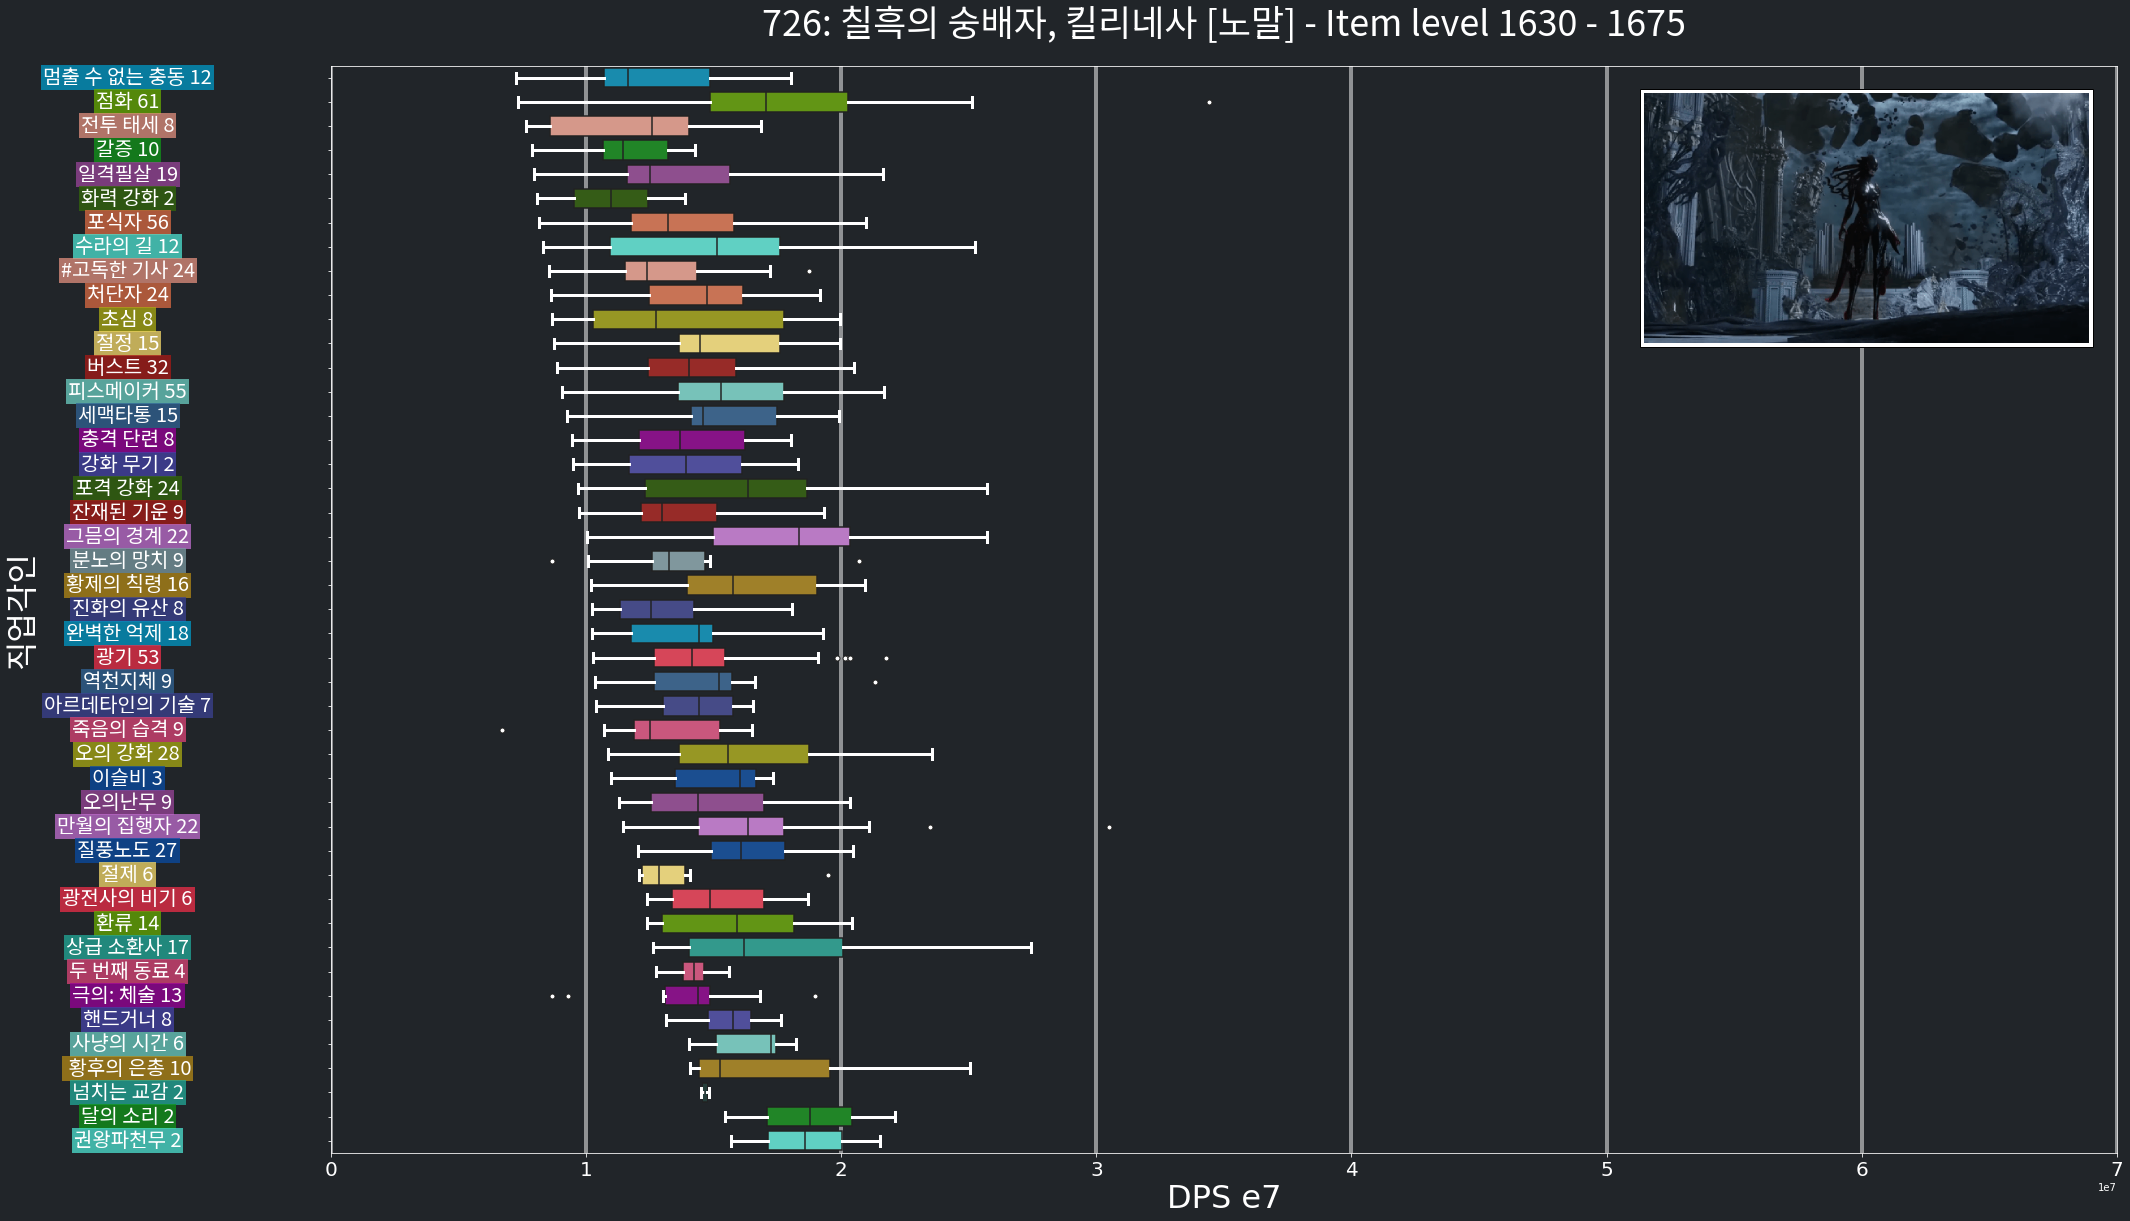 726: 칠흑의 숭배자, 킬리네사 [노말] - Item level 1630 - 1675
멈출 수 없는 충동 12
점화 61
전투 태세 8
갈증 10
일격필살 19
화력 강화 2
포식자 56
수라의 길 12
#고독한 기사 24
처단자 24
초심 8
절정 15
버스트 32
피스메이커 55
세맥타통 15
충격 단련 8
강화 무기 2
포격 강화 24
잔재된 기운 9
그믐의 경계 22
분노의 망치 9
황제의 칙령 16
진화의 유산 8
완벽한 억제 18
광기 53
역천지체 9
아르데타인의 기술 7
죽음의 습격 9
오의 강화 28
이슬비 3
오의난무 9
만월의 집행자 22
질풍노도 27
절제 6
광전사의 비기 6
환류 14
상급 소환사 17
두 번째 동료 4
극의: 체술 13
핸드거너 8
사냥의 시간 6
황후의 은총 10
넘치는 교감 2
달의 소리 2
권왕파천무 2
직업각인
0 1 2 3 4 5 6 7
1e7
DPS e7